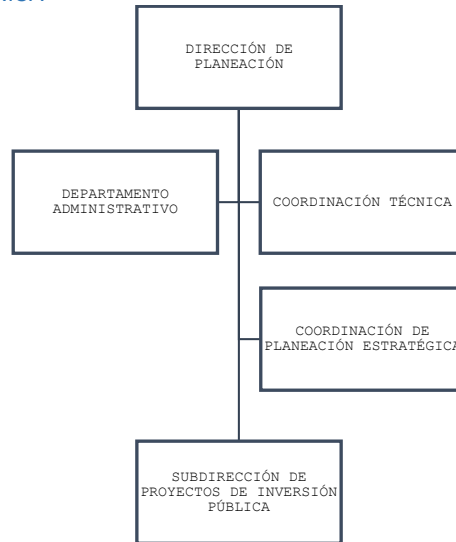 DIRECCIÓN DE
PLANEACIÓN
DEPARTAMENTO
ADMINISTRATIVO
COORDINACIÓN TÉCNICA
COORDINACIÓN DE
PLANEACIÓN ESTRATÉGICA
SUBDIRECCIÓN DE
PROYECTOS DE INVERSIÓN
PÚBLICA